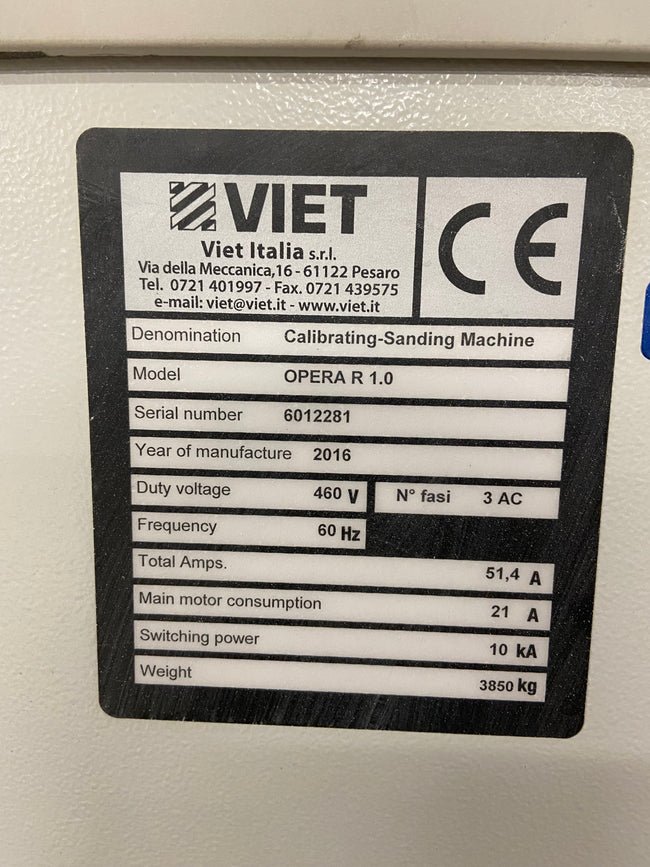 VIET
CE
Viet Italia s.r.l.
Via della Meccanica,16 - 61122 Pesaro
Tel. 0721 401997 - Fax. 0721 439575
e-mail: viet@viet.it - www.viet.it
Denomination Calibrating-Sanding Machine
Model OPERA R 1.0
Serial number 6012281
Year of manufacture 2016
Duty voltage 460 V N° fasi 3 AC
Frequency 60 Hz
Total Amps. 51,4 A
Main motor consumption 21 A
Switching power 10 kA
Weight 3850 kg